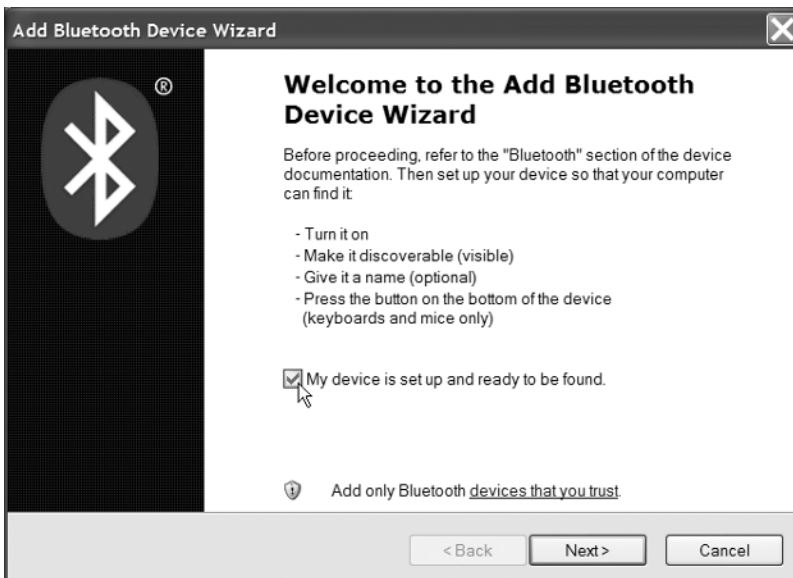 Add Bluetooth Device Wizard
®
Welcome to the Add Bluetooth
Device Wizard
Before proceeding, refer to the "Bluetooth" section of the device
documentation. Then set up your device so that your computer
can find it:
- Turn it on
- Make it discoverable (visible)
- Give it a name (optional)
- Press the button on the bottom of the device
(keyboards and mice only)
My device is set up and ready to be found.
Add only Bluetooth devices that you trust.
< Back Next > Cancel